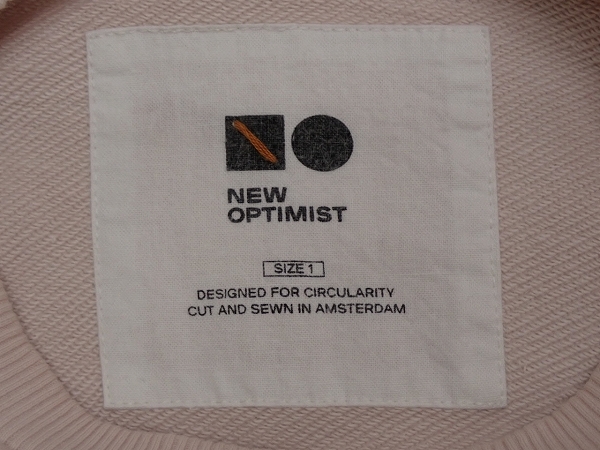 NEW
OPTIMIST
SIZE 1
DESIGNED FOR CIRCULARITY
CUT AND SEWN IN AMSTERDAM